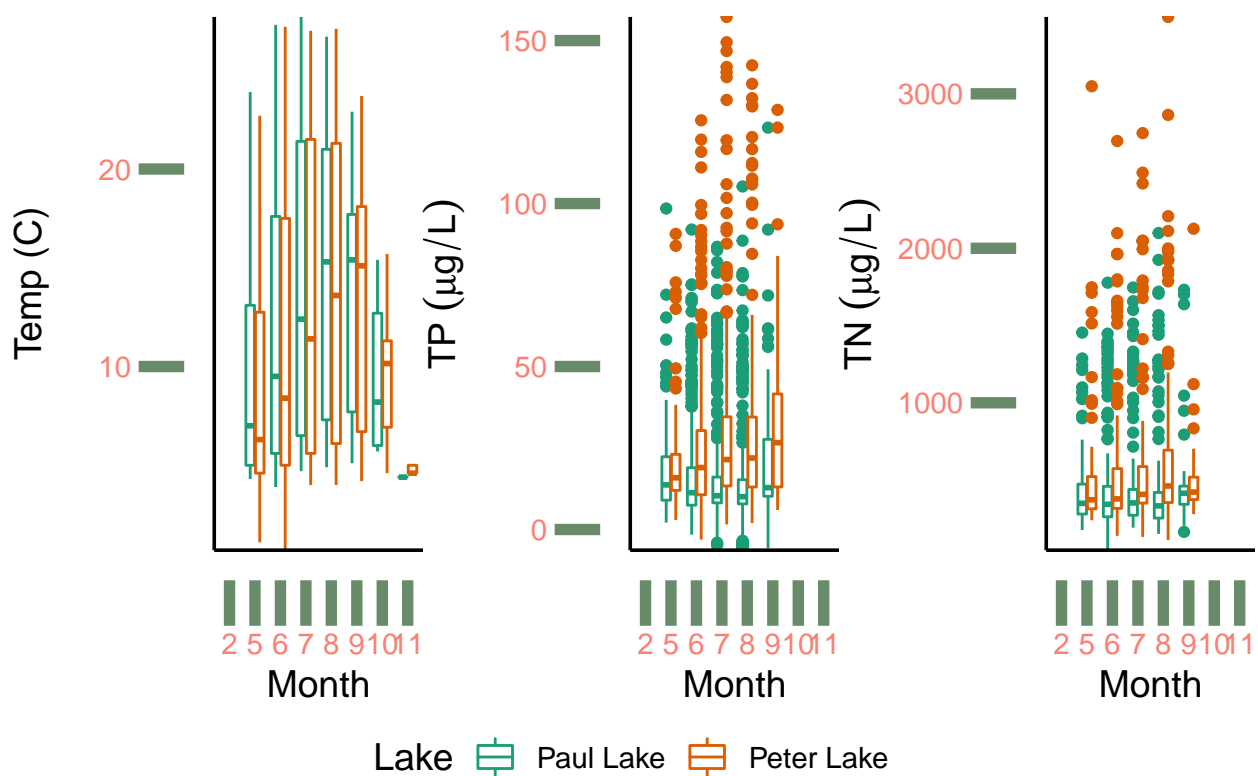 Temp (C)
20
10
2 5 6 7 8 9 10 11
Month
TP (μg/L)
150
100
50
0
2 5 6 7 8 9 10 11
Month
TN (μg/L)
3000
2000
1000
2 5 6 7 8 9 10 11
Month
Lake Paul Lake Peter Lake